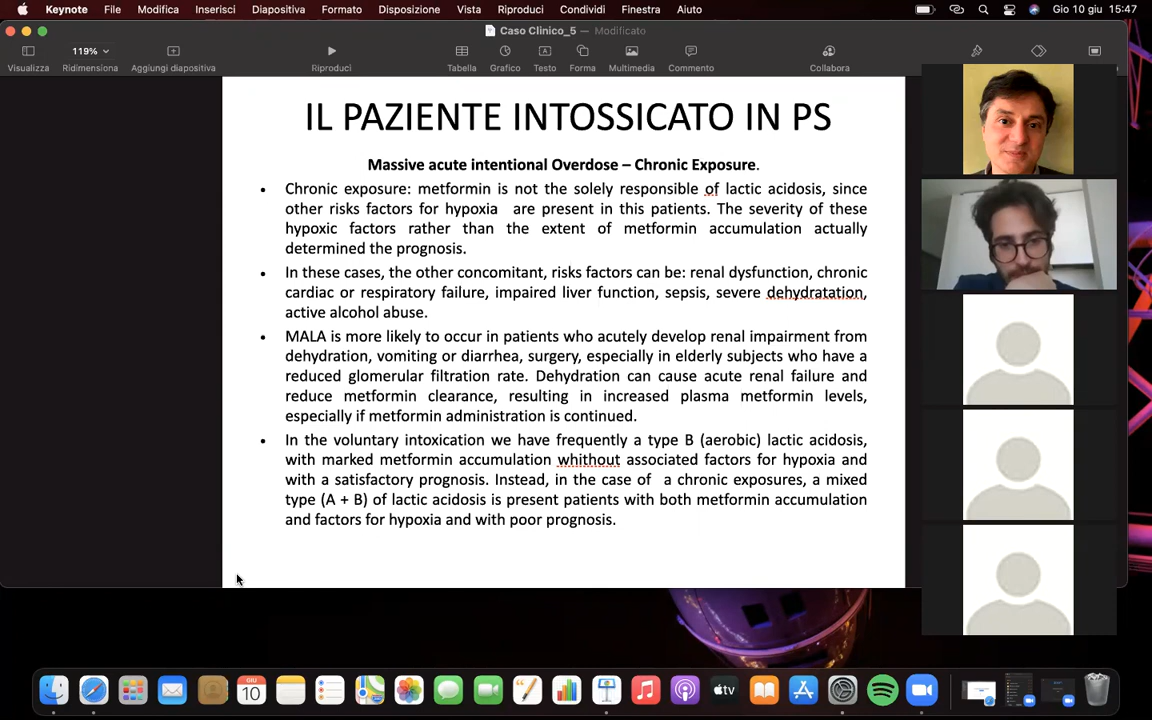 Keynote File Modifica Inserisci Diapositiva Formato Disposizione Vista Riproduci Condividi Finestra Aiuto Gio 10 giu 15:47
Caso Clinico_5 — Modificato
119%
Visualizza Ridimensiona Aggiungi diapositiva Riproduci Tabella Grafico Testo Forma Multimedia Commento Collabora
IL PAZIENTE INTOSSICATO IN PS
Massive acute intentional Overdose – Chronic Exposure.
• Chronic exposure: metformin is not the solely responsible of lactic acidosis, since
other risks factors for hypoxia are present in this patients. The severity of these
hypoxic factors rather than the extent of metformin accumulation actually
determined the prognosis.
• In these cases, the other concomitant, risks factors can be: renal dysfunction, chronic
cardiac or respiratory failure, impaired liver function, sepsis, severe dehydratation,
active alcohol abuse.
• MALA is more likely to occur in patients who acutely develop renal impairment from
dehydration, vomiting or diarrhea, surgery, especially in elderly subjects who have a
reduced glomerular filtration rate. Dehydration can cause acute renal failure and
reduce metformin clearance, resulting in increased plasma metformin levels,
especially if metformin administration is continued.
• In the voluntary intoxication we have frequently a type B (aerobic) lactic acidosis,
with marked metformin accumulation whithout associated factors for hypoxia and
with a satisfactory prognosis. Instead, in the case of a chronic exposures, a mixed
type (A + B) of lactic acidosis is present patients with both metformin accumulation
and factors for hypoxia and with poor prognosis.
GIU
10
tv